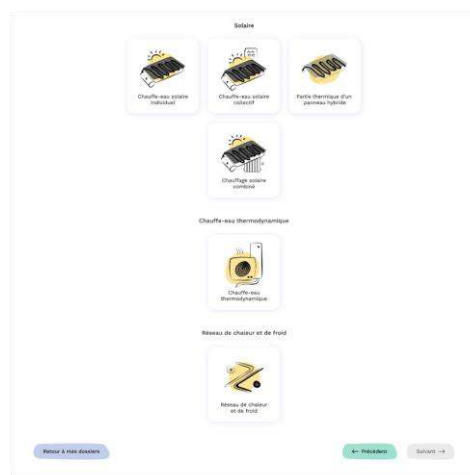 Solaire
Chauffe-eau solaire
individuel
Chauffe-eau solaire
collectif
Partie thermique d'un
panneau hybride
Chauffage solaire
combiné
Chauffe-eau thermodynamique
Chauffe-eau
thermodynamique
Réseau de chaleur et de froid
Réseau de chaleur
et de froid
Retour à mes dossiers
← Précédent
Suivant →